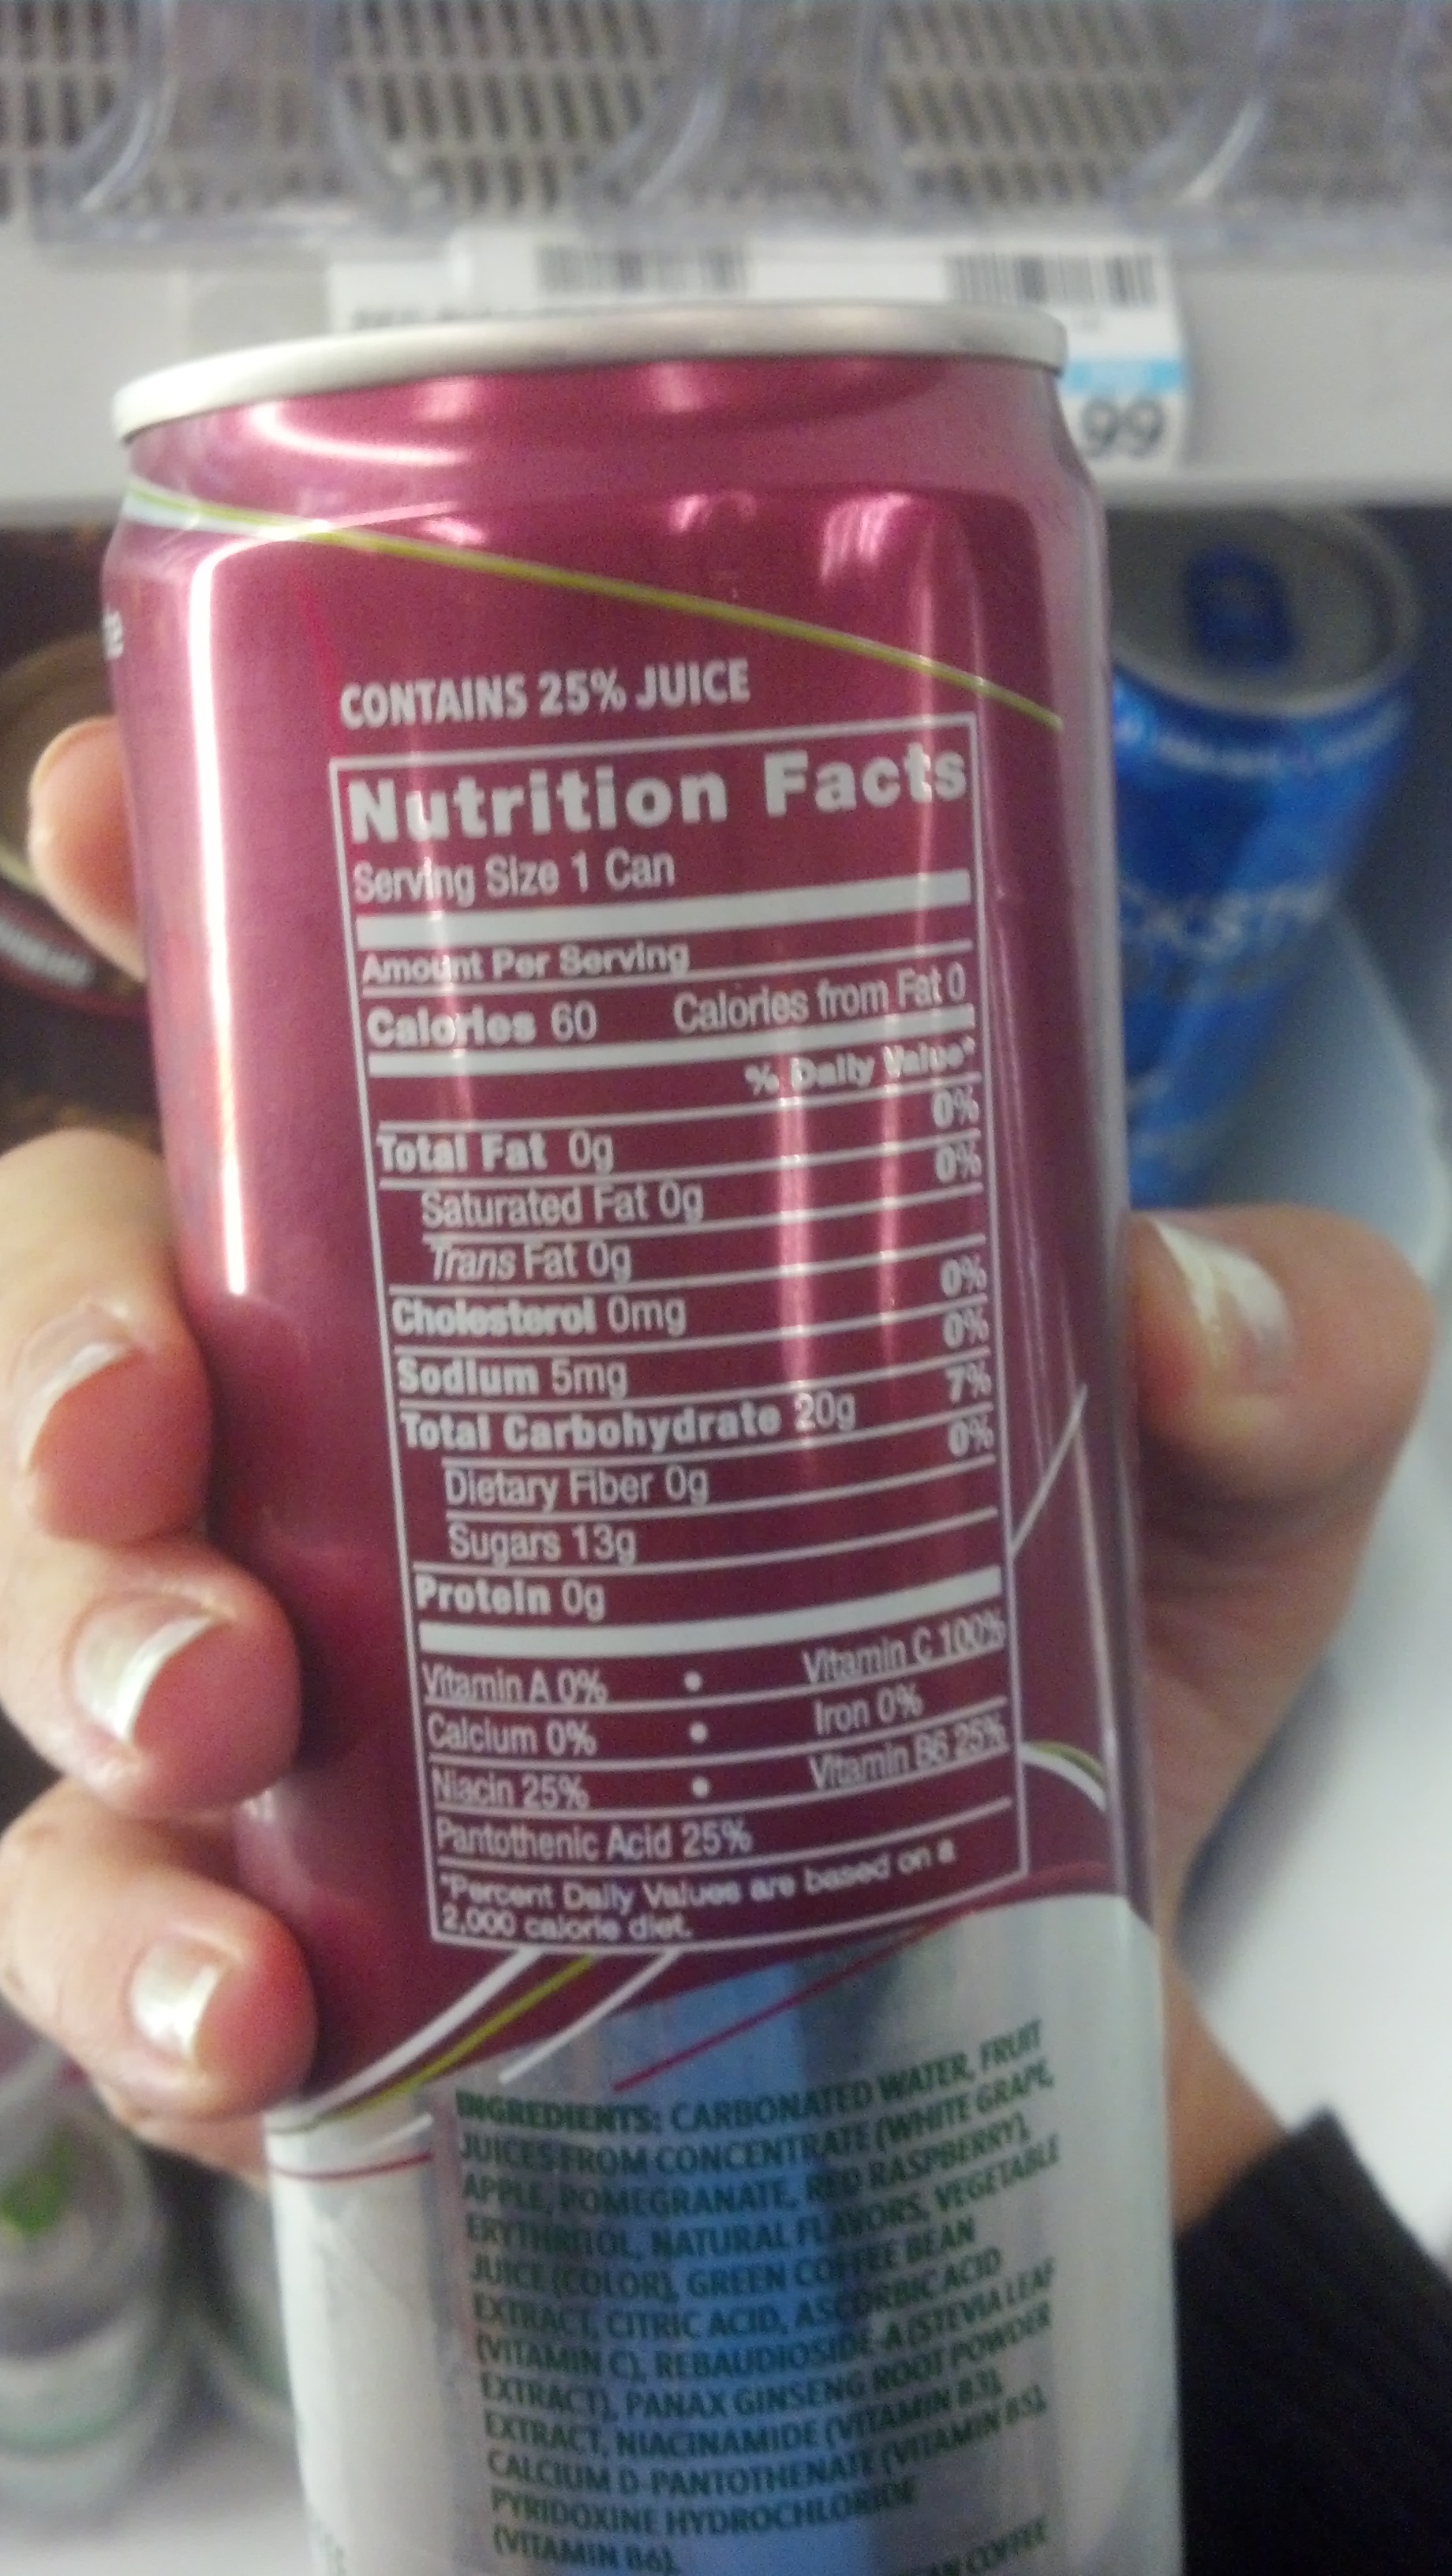 99
CKST
CONTAINS 25% JUICE
Nutrition Facts
Serving Size 1 Can
Amount Per Serving
Calories 60 Calories from Fat 0
% Daily Value*
Total Fat 0g 0%
Saturated Fat 0g 0%
Trans Fat 0g
Cholesterol 0mg 0%
Sodium 5mg 0%
Total Carbohydrate 20g 7%
Dietary Fiber 0g 0%
Sugars 13g
Protein 0g
Vitamin A 0% • Vitamin C 100%
Calcium 0% • Iron 0%
Niacin 25% • Vitamin B6 25%
Pantothenic Acid 25%
*Percent Daily Values are based on a
2,000 calorie diet.
INGREDIENTS: CARBONATED WATER, FRUIT
JUICES FROM CONCENTRATE (WHITE GRAPE,
APPLE, POMEGRANATE, RED RASPBERRY),
ERYTHRITOL, NATURAL FLAVORS, VEGETABLE
JUICE (COLOR), GREEN COFFEE BEAN
EXTRACT, CITRIC ACID, ASCORBIC ACID
(VITAMIN C), REBAUDIOSIDE-A (STEVIA LEAF
EXTRACT), PANAX GINSENG ROOT POWDER
EXTRACT, NIACINAMIDE (VITAMIN B3),
CALCIUM D-PANTOTHENATE (VITAMIN B5),
PYRIDOXINE HYDROCHLORIDE
(VITAMIN B6).
COFFEE